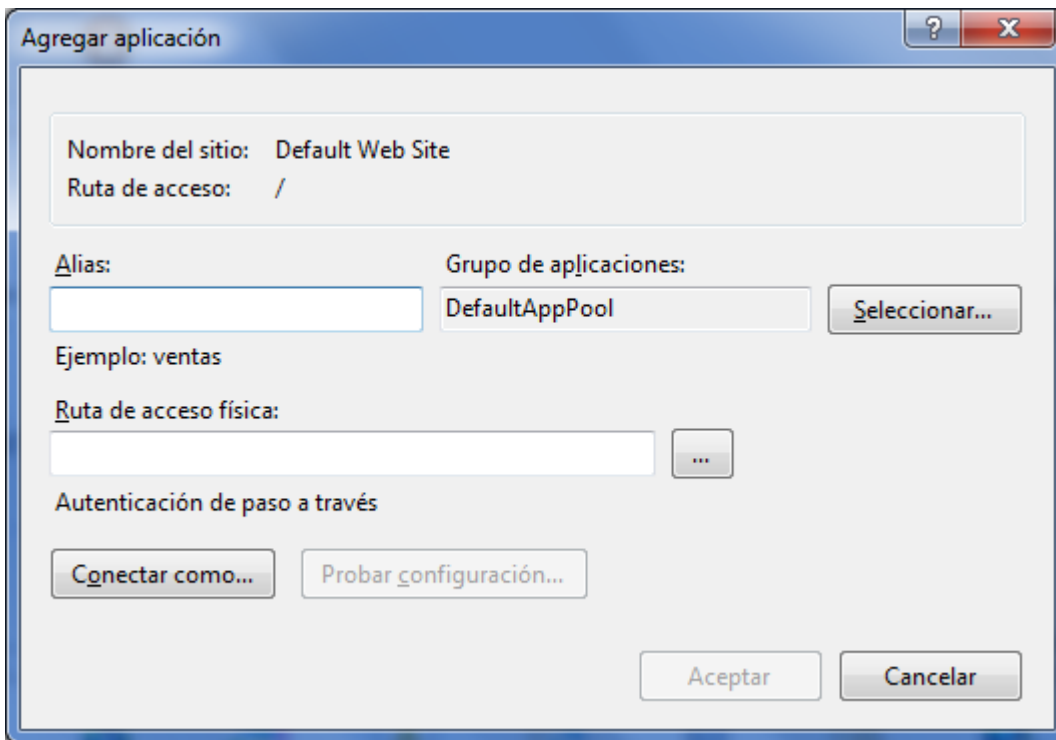 Agregar aplicación
Nombre del sitio: Default Web Site
Ruta de acceso: /
Alias: Grupo de aplicaciones:
DefaultAppPool Seleccionar...
Ejemplo: ventas
Ruta de acceso física:
...
Autenticación de paso a través
Conectar como... Probar configuración...
Aceptar Cancelar